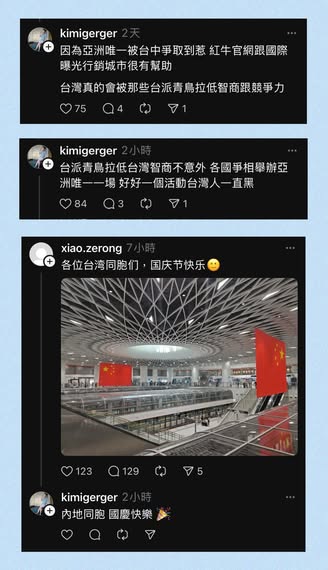 kimigerger 2天
因為亞洲唯一被台中爭取到惹 紅牛官網跟國際
曝光行銷城市很有幫助
台灣真的會被那些台派青鳥拉低智商跟競爭力
75 4 1
kimigerger 2小時
台派青鳥拉低台灣智商不意外 各國爭相舉辦亞
洲唯一一場 好好一個活動台灣人一直黑
84 3 1
xiao.zerong 7小時
各位台湾同胞们，国庆节快乐😊
123 129 5
kimigerger 2小時
內地同胞 國慶快樂 🎉